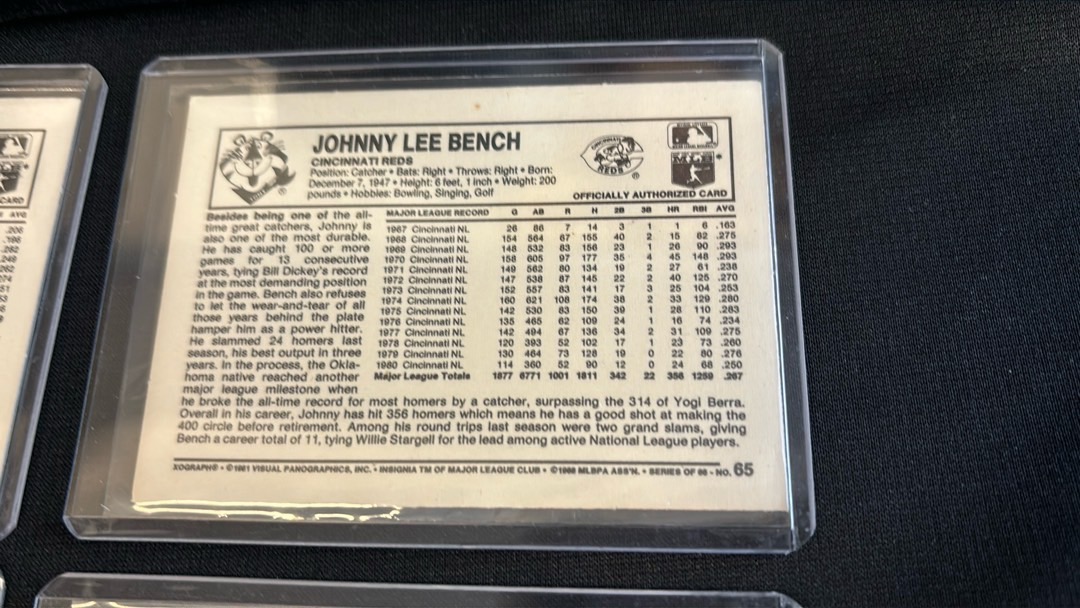 JOHNNY LEE BENCH
CINCINNATI REDS
Position: Catcher • Bats: Right • Throws: Right • Born:
December 7, 1947 • Height: 6 feet, 1 inch • Weight: 200
pounds • Hobbies: Bowling, Singing, Golf
CINCINNATI
REDS
®
MLB
OFFICIALLY AUTHORIZED CARD
Besides being one of the all-
time great catchers, Johnny is
also one of the most durable.
He has caught 100 or more
games for 13 consecutive
years, tying Bill Dickey's record
at the most demanding position
in the game. Bench also refuses
to let the wear-and-tear of all
those years behind the plate
hamper him as a power hitter.
He slammed 24 homers last
season, his best output in three
years. In the process, the Okla-
homa native reached another
major league milestone when
he broke the all-time record for most homers by a catcher, surpassing the 314 of Yogi Berra.
Overall in his career, Johnny has hit 356 homers which means he has a good shot at making the
400 circle before retirement. Among his round trips last season were two grand slams, giving
Bench a career total of 11, tying Willie Stargell for the lead among active National League players.
MAJOR LEAGUE RECORD G AB R H 2B 3B HR RBI AVG
1967 Cincinnati NL 26 86 7 14 3 1 1 6 .163
1968 Cincinnati NL 154 564 67 155 40 2 15 82 .275
1969 Cincinnati NL 148 532 83 156 23 1 26 90 .293
1970 Cincinnati NL 158 605 97 177 35 4 45 148 .293
1971 Cincinnati NL 149 562 80 134 19 2 27 61 .238
1972 Cincinnati NL 147 538 87 145 22 2 40 125 .270
1973 Cincinnati NL 152 557 83 141 17 3 25 104 .253
1974 Cincinnati NL 160 621 108 174 38 2 33 129 .280
1975 Cincinnati NL 142 530 83 150 39 1 28 110 .283
1976 Cincinnati NL 135 465 62 109 24 1 16 74 .234
1977 Cincinnati NL 142 494 67 136 34 2 31 109 .275
1978 Cincinnati NL 120 393 52 102 17 1 23 73 .260
1979 Cincinnati NL 130 464 73 128 19 0 22 80 .276
1980 Cincinnati NL 114 360 52 90 12 0 24 68 .250
Major League Totals 1877 6771 1001 1811 342 22 356 1259 .267
XOGRAPH® • ©1981 VISUAL PANOGRAPHICS, INC. • INSIGNIA TM OF MAJOR LEAGUE CLUB • ©1968 MLBPA ASS'N. • SERIES OF 66 - NO. 65
CARD
AVG